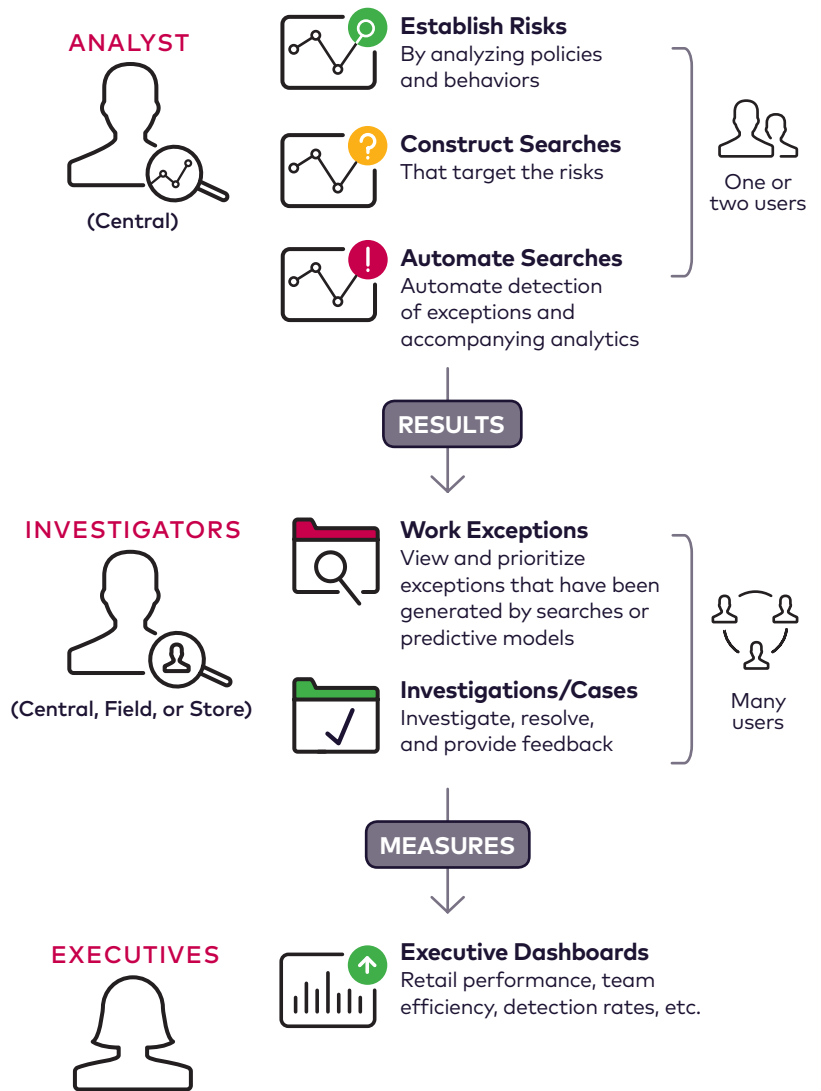 ANALYST
(Central)
Establish Risks
By analyzing policies
and behaviors
?
Construct Searches
That target the risks
!
Automate Searches
Automate detection
of exceptions and
accompanying analytics
One or
two users
RESULTS
INVESTIGATORS
(Central, Field, or Store)
Work Exceptions
View and prioritize
exceptions that have been
generated by searches or
predictive models
Investigations/Cases
Investigate, resolve,
and provide feedback
Many
users
MEASURES
EXECUTIVES
Executive Dashboards
Retail performance, team
efficiency, detection rates, etc.